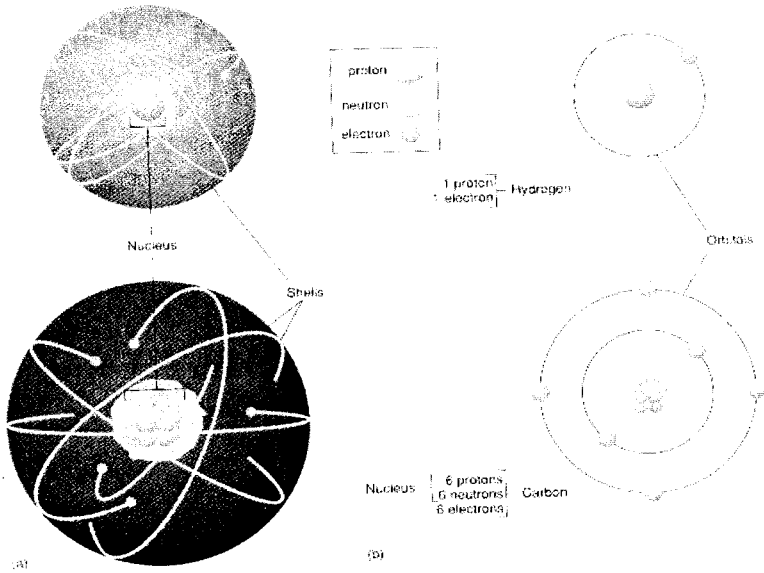 proton
neutron
electron
1 proton
1 electron
Hydrogen
Nucleus
Orbitals
Shells
Nucleus
6 protons
6 neutrons
6 electrons
Carbon
(a)
(b)